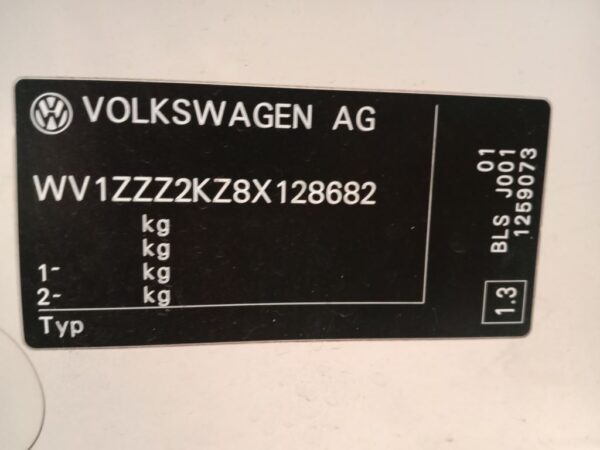 VOLKSWAGEN AG
WV1ZZZ2KZ8X128682
kg
kg
1- kg
2- kg
Typ
01
BLS J001
1259073
1.3